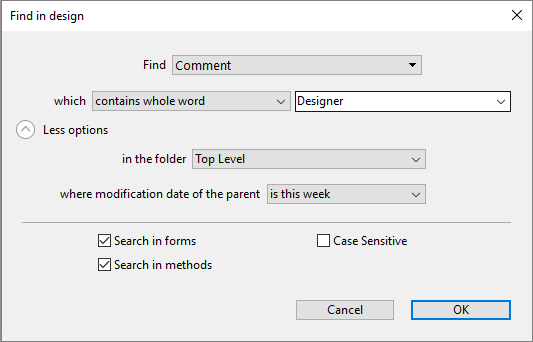 Find in design
Find Comment
which contains whole word Designer
Less options
in the folder Top Level
where modification date of the parent is this week
Search in forms Case Sensitive
Search in methods
Cancel OK